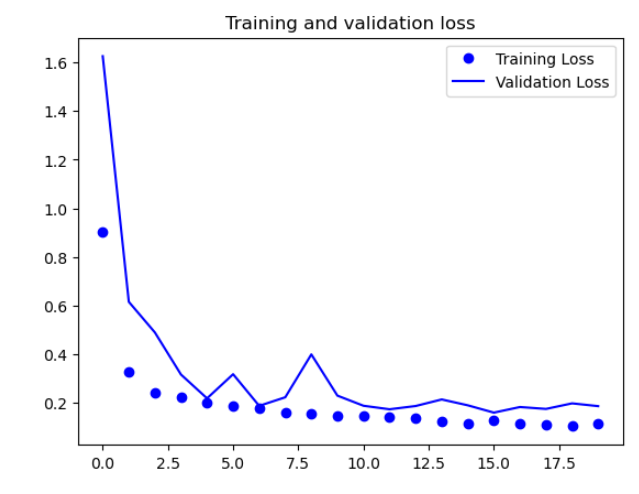 Training and validation loss
Training Loss
Validation Loss
1.6
1.4
1.2
1.0
0.8
0.6
0.4
0.2
0.0 2.5 5.0 7.5 10.0 12.5 15.0 17.5